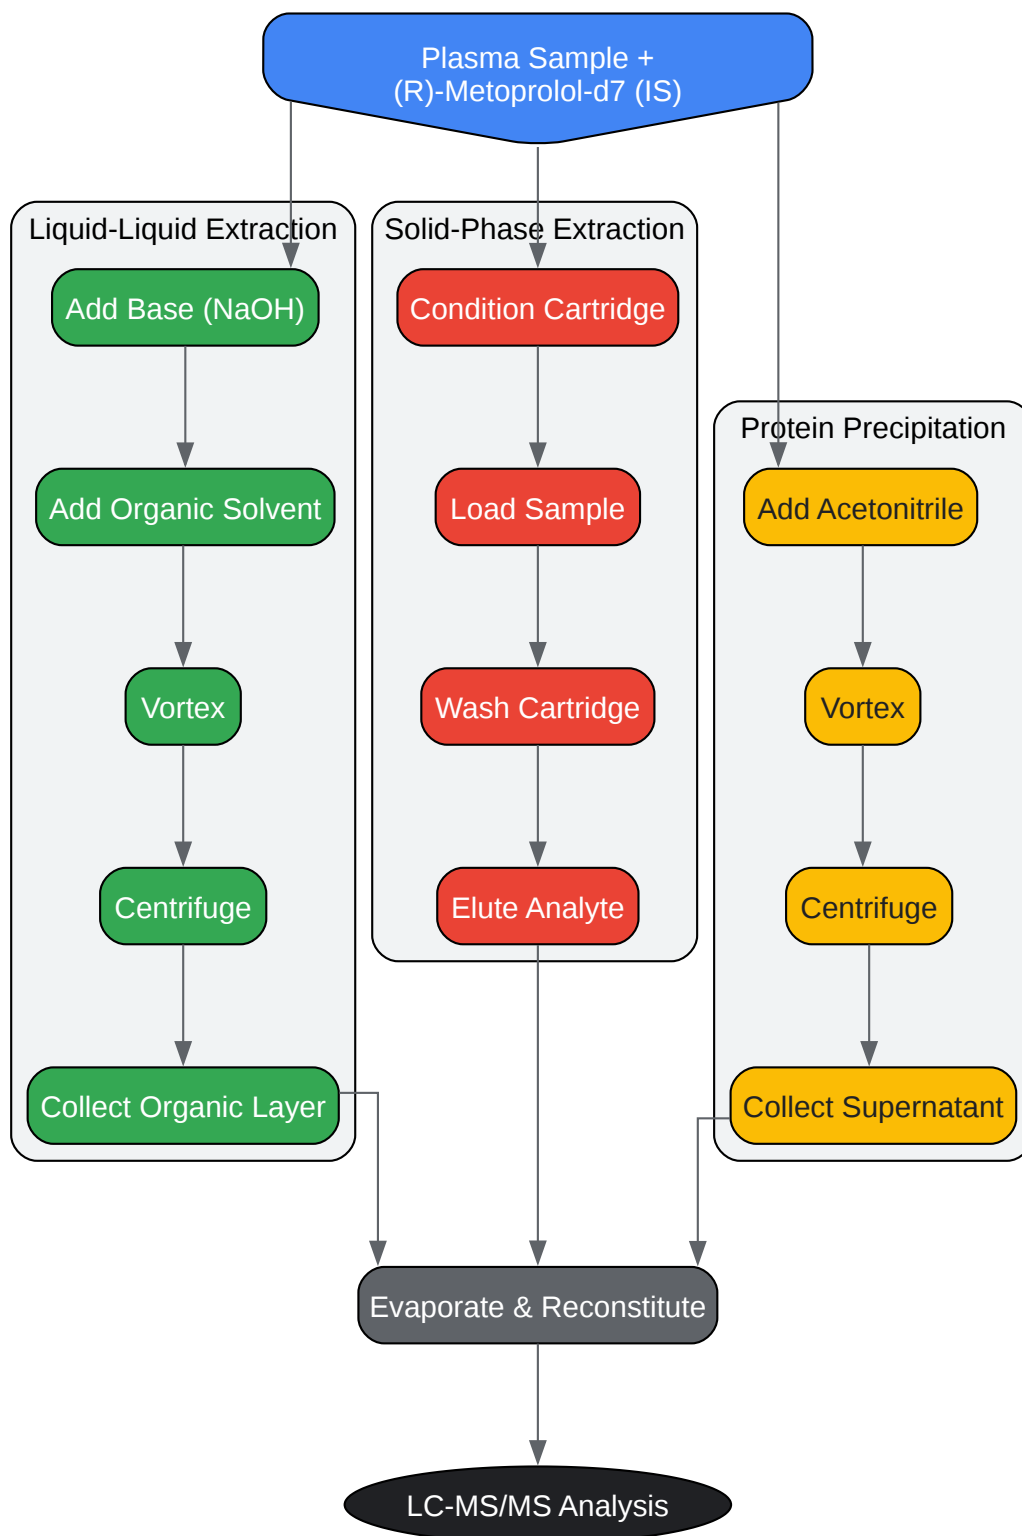 Plasma Sample +
(R)-Metoprolol-d7 (IS)
Liquid-Liquid Extraction
Add Base (NaOH)
Add Organic Solvent
Vortex
Centrifuge
Collect Organic Layer
Solid-Phase Extraction
Condition Cartridge
Load Sample
Wash Cartridge
Elute Analyte
Protein Precipitation
Add Acetonitrile
Vortex
Centrifuge
Collect Supernatant
Evaporate & Reconstitute
LC-MS/MS Analysis